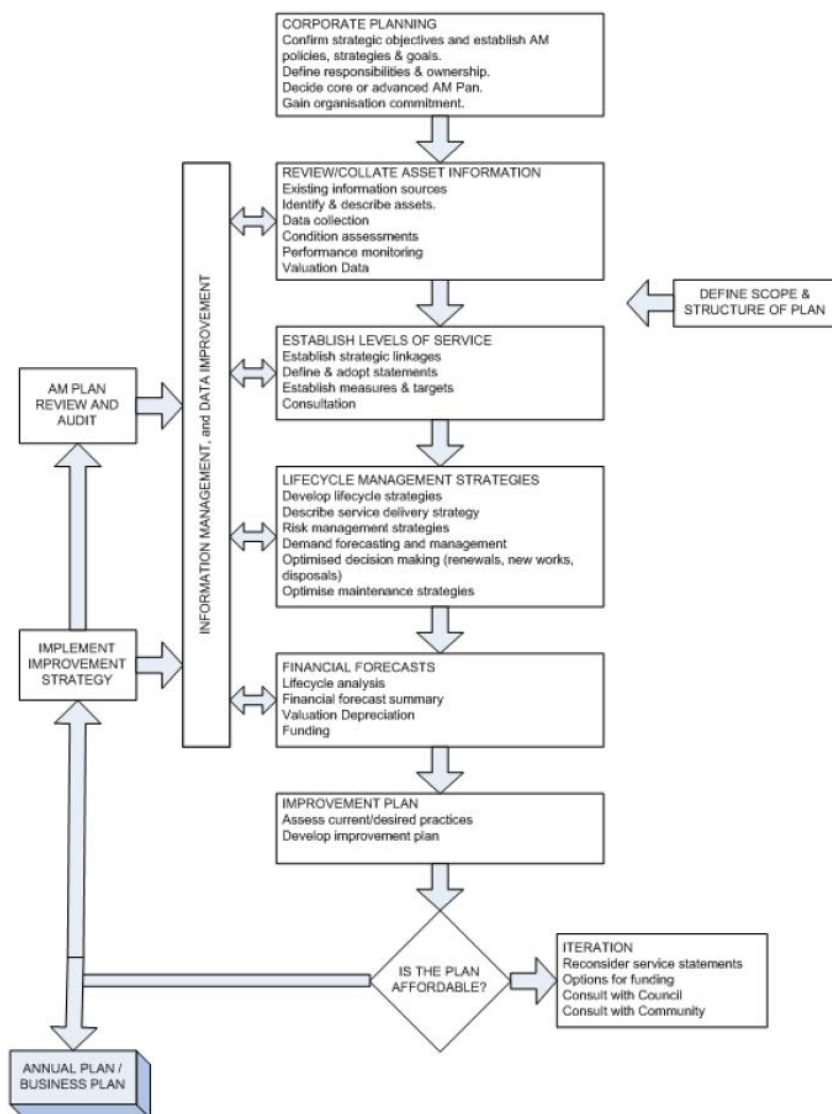 CORPORATE PLANNING
Confirm strategic objectives and establish AM
policies, strategies & goals.
Define responsibilities & ownership.
Decide core or advanced AM Pan.
Gain organisation commitment.
REVIEW/COLLATE ASSET INFORMATION
Existing information sources
Identify & describe assets.
Data collection
Condition assessments
Performance monitoring
Valuation Data
DEFINE SCOPE &
STRUCTURE OF PLAN
INFORMATION MANAGEMENT, and DATA IMPROVEMENT
ESTABLISH LEVELS OF SERVICE
Establish strategic linkages
Define & adopt statements
Establish measures & targets
Consultation
AM PLAN
REVIEW AND
AUDIT
LIFECYCLE MANAGEMENT STRATEGIES
Develop lifecycle strategies
Describe service delivery strategy
Risk management strategies
Demand forecasting and management
Optimised decision making (renewals, new works,
disposals)
Optimise maintenance strategies
IMPLEMENT
IMPROVEMENT
STRATEGY
FINANCIAL FORECASTS
Lifecycle analysis
Financial forecast summary
Valuation Depreciation
Funding
IMPROVEMENT PLAN
Assess current/desired practices
Develop improvement plan
IS THE PLAN
AFFORDABLE?
ITERATION
Reconsider service statements
Options for funding
Consult with Council
Consult with Community
ANNUAL PLAN /
BUSINESS PLAN